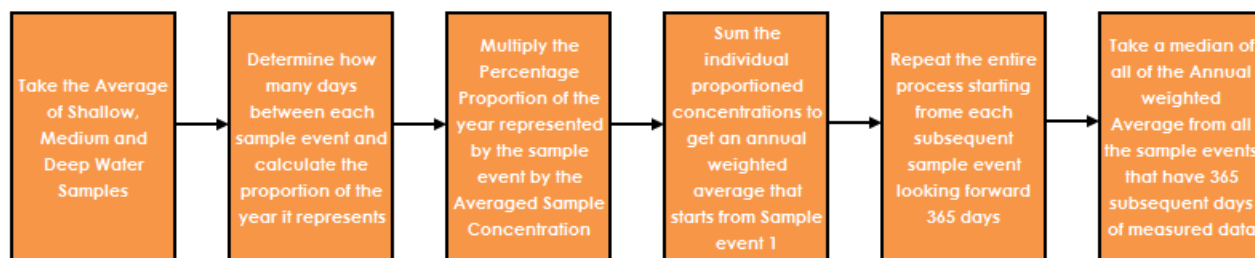 Take the Average
of Shallow,
Medium and
Deep Water
Samples
Determine how
many days
between each
sample event and
calculate the
proportion of the
year it represents
Multiply the
Percentage
Proportion of the
year represented
by the sample
event by the
Averaged Sample
Concentration
Sum the
individual
proportioned
concentrations to
get an annual
weighted
average that
starts from Sample
event 1
Repeat the entire
process starting
frome each
subsequent
sample event
looking forward
365 days
Take a median of
all of the Annual
weighted
Average from all
the sample events
that have 365
subsequent days
of measured data